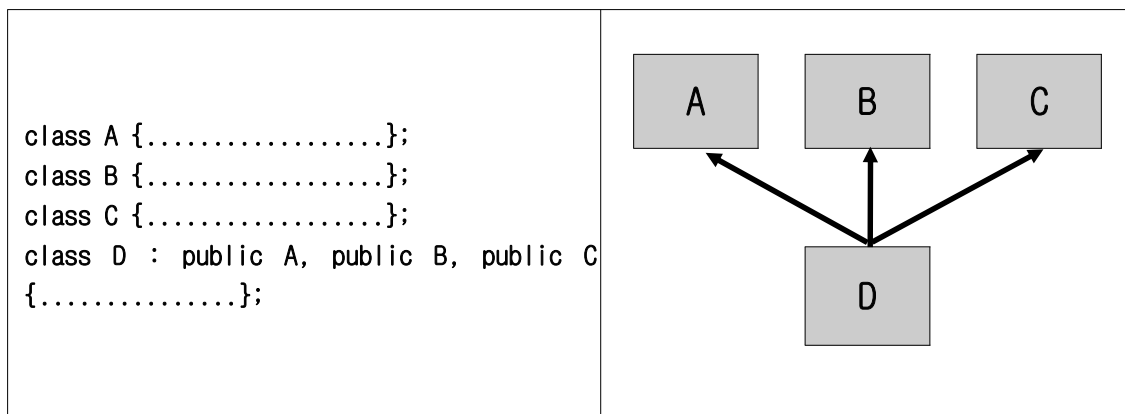 class A {..................};
class B {..................};
class C {..................};
class D : public A, public B, public C
{...............};
A B C
D